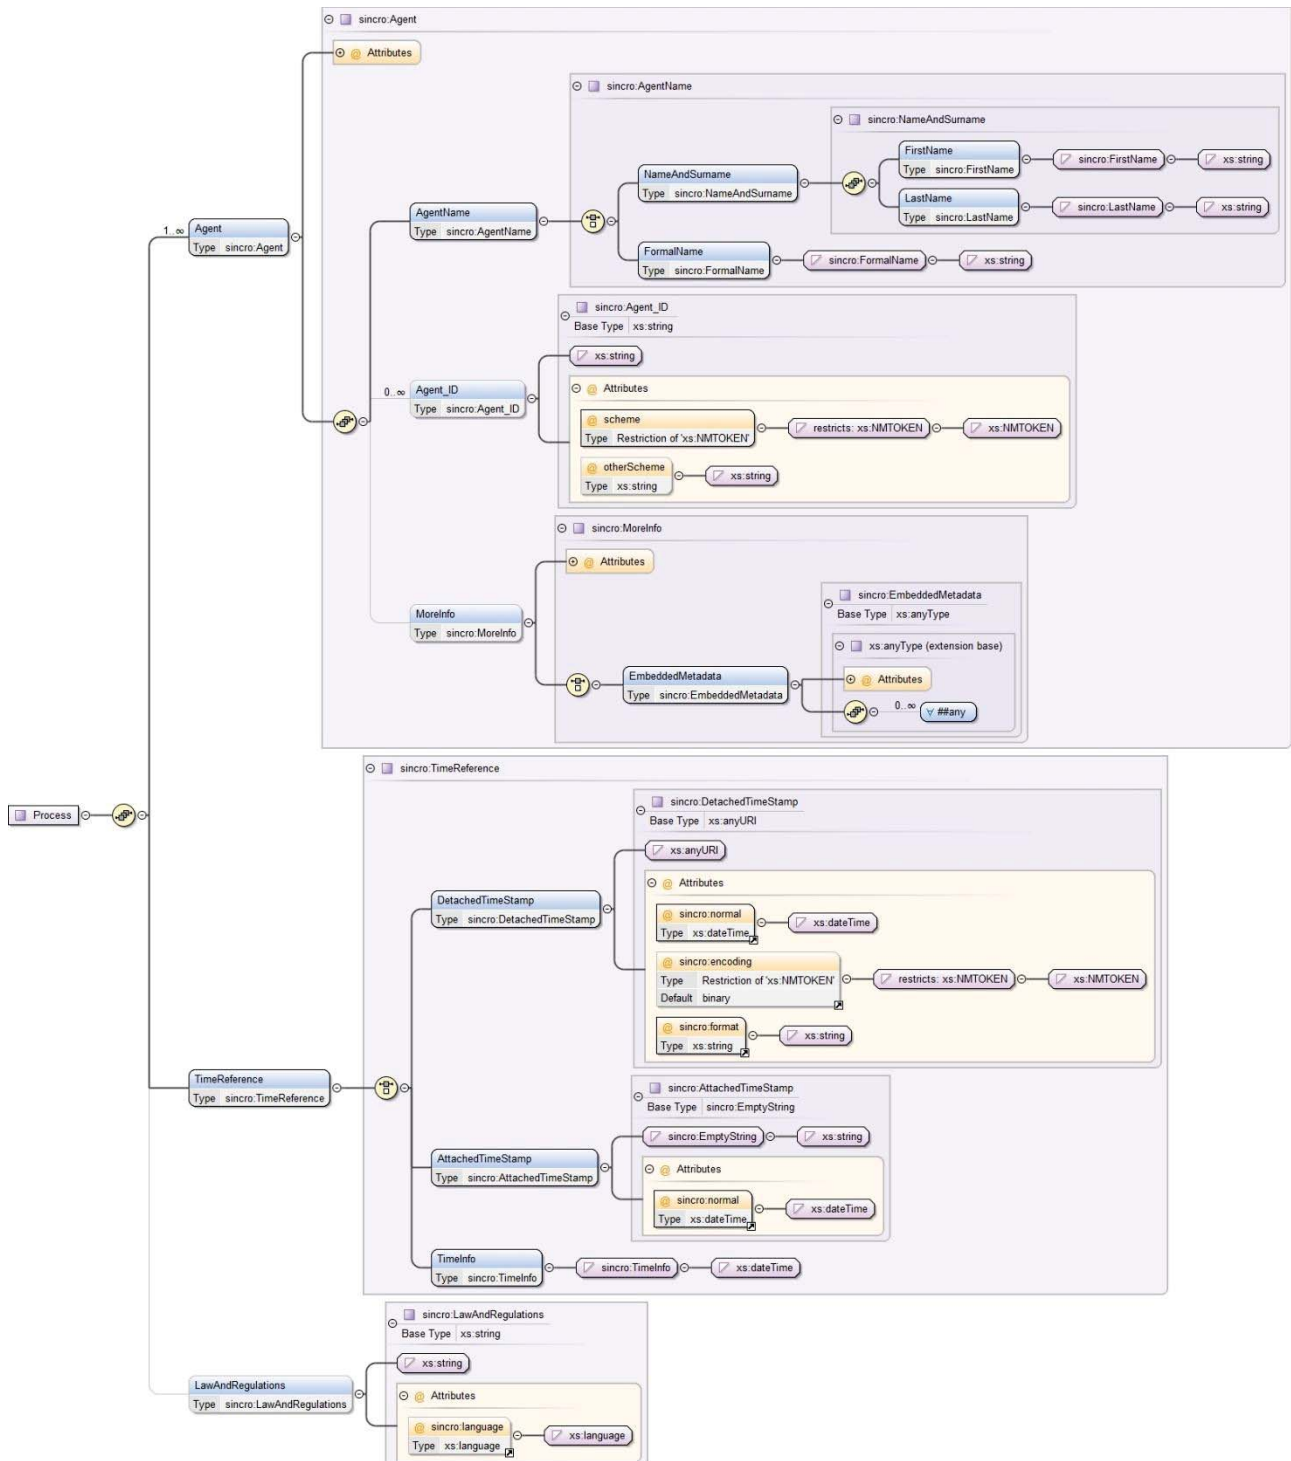 sincro:Agent
@ Attributes
sincro:AgentName
sincro:NameAndSurname
FirstName
Type sincro:FirstName
sincro:FirstName
xs:string
NameAndSurname
Type sincro:NameAndSurname
LastName
Type sincro:LastName
sincro:LastName
xs:string
1..∞
Agent
Type sincro:Agent
AgentName
Type sincro:AgentName
FormalName
Type sincro:FormalName
sincro:FormalName
xs:string
sincro:Agent_ID
Base Type xs:string
xs:string
0..∞
Agent_ID
Type sincro:Agent_ID
@ Attributes
@ scheme
Type Restriction of 'xs:NMTOKEN'
restricts: xs:NMTOKEN
xs:NMTOKEN
@ otherScheme
Type xs:string
xs:string
sincro:MoreInfo
@ Attributes
MoreInfo
Type sincro:MoreInfo
sincro:EmbeddedMetadata
Base Type xs:anyType
xs:anyType (extension base)
EmbeddedMetadata
Type sincro:EmbeddedMetadata
@ Attributes
0..∞
∀ ##any
Process
sincro:TimeReference
sincro:DetachedTimeStamp
Base Type xs:anyURI
xs:anyURI
@ Attributes
DetachedTimeStamp
Type sincro:DetachedTimeStamp
@ sincro:normal
Type xs:dateTime
xs:dateTime
@ sincro:encoding
Type Restriction of 'xs:NMTOKEN'
Default binary
restricts: xs:NMTOKEN
xs:NMTOKEN
@ sincro:format
Type xs:string
xs:string
TimeReference
Type sincro:TimeReference
sincro:AttachedTimeStamp
Base Type sincro:EmptyString
sincro:EmptyString
xs:string
AttachedTimeStamp
Type sincro:AttachedTimeStamp
@ Attributes
@ sincro:normal
Type xs:dateTime
xs:dateTime
TimeInfo
Type sincro:TimeInfo
sincro:TimeInfo
xs:dateTime
sincro:LawAndRegulations
Base Type xs:string
xs:string
LawAndRegulations
Type sincro:LawAndRegulations
@ Attributes
@ sincro:language
Type xs:language
xs:language